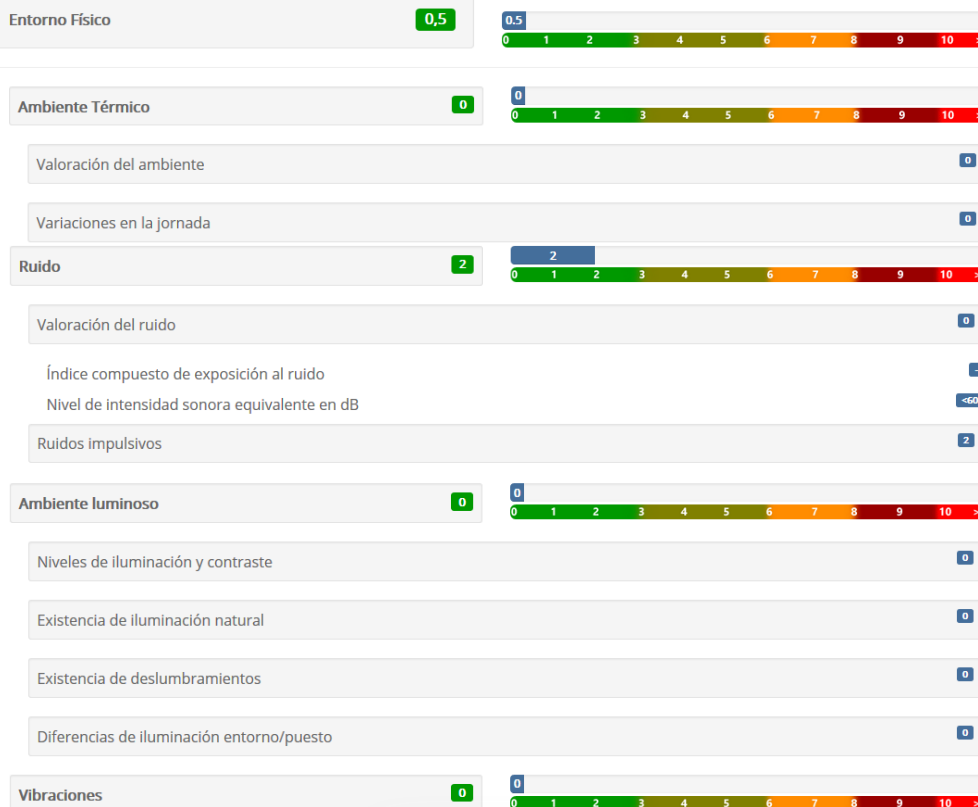 Entorno Físico 0,5 0.5
0 1 2 3 4 5 6 7 8 9 10 >
Ambiente Térmico 0 0
0 1 2 3 4 5 6 7 8 9 10 >
Valoración del ambiente 0
Variaciones en la jornada 0
Ruido 2 2
0 1 2 3 4 5 6 7 8 9 10 >
Valoración del ruido 0
Índice compuesto de exposición al ruido -
Nivel de intensidad sonora equivalente en dB <60
Ruidos impulsivos 2
Ambiente luminoso 0 0
0 1 2 3 4 5 6 7 8 9 10 >
Niveles de iluminación y contraste 0
Existencia de iluminación natural 0
Existencia de deslumbramientos 0
Diferencias de iluminación entorno/puesto 0
Vibraciones 0 0
0 1 2 3 4 5 6 7 8 9 10 >